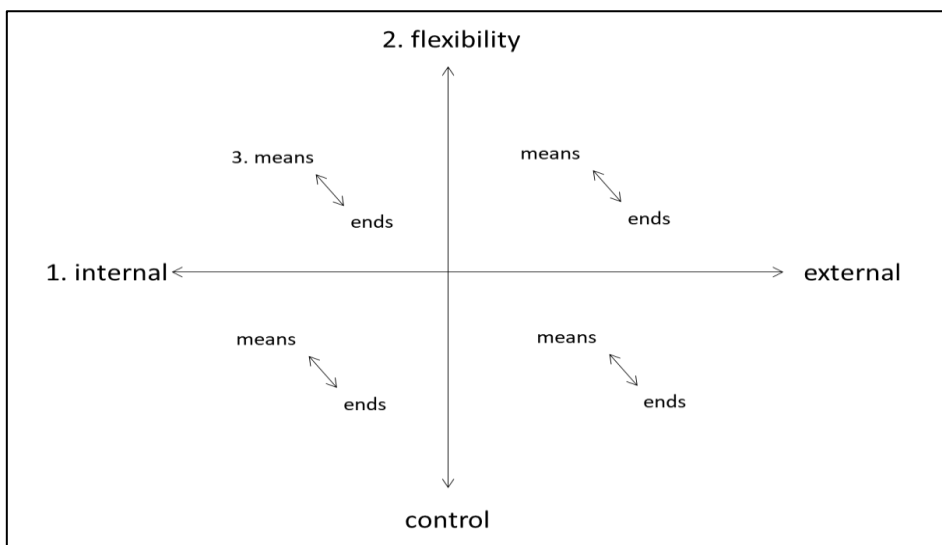 2. flexibility
3. means
means
ends
ends
1. internal
external
means
means
ends
ends
control